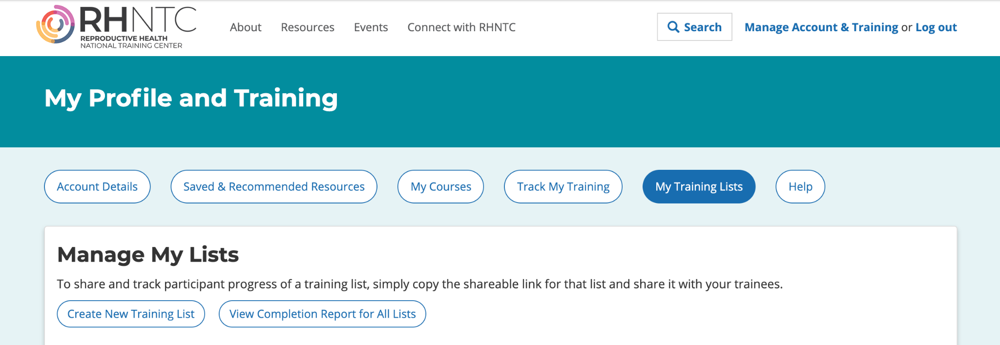 RHNTC
REPRODUCTIVE HEALTH
NATIONAL TRAINING CENTER
About Resources Events Connect with RHNTC Search Manage Account & Training or Log out
My Profile and Training
Account Details Saved & Recommended Resources My Courses Track My Training My Training Lists Help
Manage My Lists
To share and track participant progress of a training list, simply copy the shareable link for that list and share it with your trainees.
Create New Training List View Completion Report for All Lists